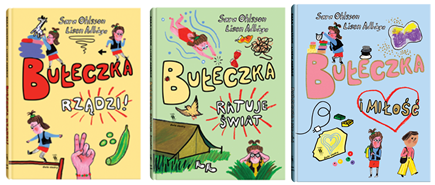 Sara Ohlsson
Lisen Adbåge
BUŁECZKA
RZĄDZI!
Sara Ohlsson
Lisen Adbåge
BUŁECZKA
RATUJE
ŚWIAT
Sara Ohlsson
Lisen Adbåge
BUŁECZKA
I MIŁOŚĆ